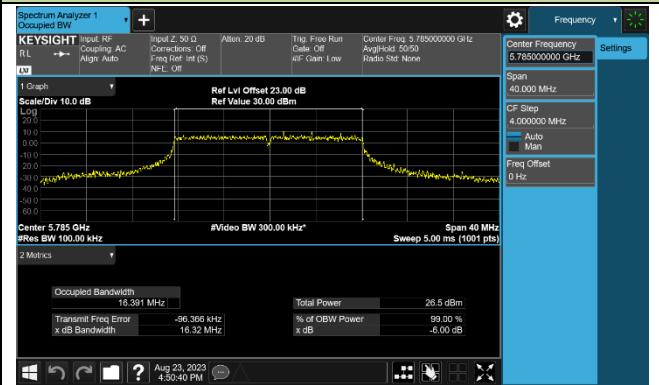 Spectrum Analyzer 1
Occupied BW
Frequency
KEYSIGHT
Input: RF
Coupling: AC
Align: Auto
Input Z: 50 Ω
Corrections: Off
Freq Ref: Int (S)
NFE: Off
Atten: 20 dB
Trig: Free Run
Gate: Off
#IF Gain: Low
Center Freq: 5.785000000 GHz
Avg|Hold: 50/50
Radio Std: None
RL
LXI
Center Frequency
5.785000000 GHz
Settings
Span
40.000 MHz
CF Step
4.000000 MHz
Auto
Man
Freq Offset
0 Hz
1 Graph
Scale/Div 10.0 dB
Ref Lvl Offset 23.00 dB
Ref Value 30.00 dBm
Log
20.0
10.0
0.00
-10.0
-20.0
-30.0
-40.0
-50.0
-60.0
Center 5.785 GHz
#Video BW 300.00 kHz*
Span 40 MHz
#Res BW 100.00 kHz
Sweep 5.00 ms (1001 pts)
2 Metrics
Occupied Bandwidth
16.391 MHz
Total Power 26.5 dBm
Transmit Freq Error -96.366 kHz
% of OBW Power 99.00 %
x dB Bandwidth 16.32 MHz
x dB -6.00 dB
?
Aug 23, 2023
4:50:40 PM